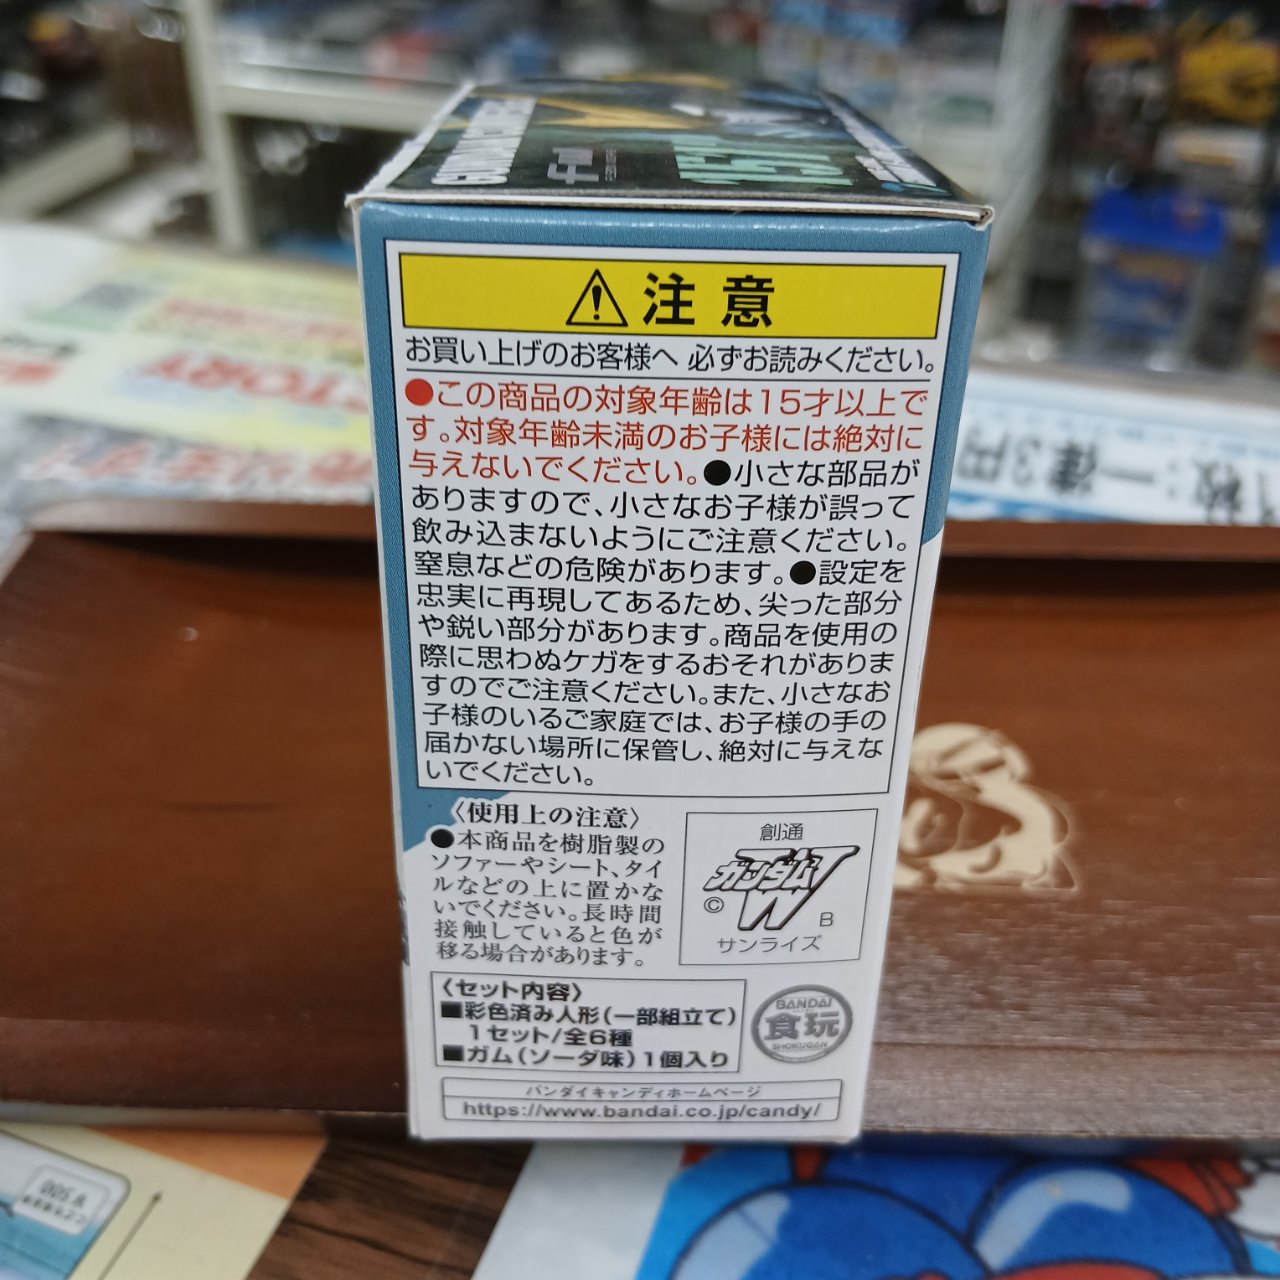 注意
お買い上げのお客様へ 必ずお読みください。
●この商品の対象年齢は15才以上で
す。対象年齢未満のお子様には絶対に
与えないでください。●小さな部品が
ありますので、小さなお子様が誤って
飲み込まないようにご注意ください。
窒息などの危険があります。●設定を
忠実に再現してあるため、尖った部分
や鋭い部分があります。商品を使用の
際に思わぬケガをするおそれがありま
すのでご注意ください。また、小さなお
子様のいるご家庭では、お子様の手の
届かない場所に保管し、絶対に与えな
いでください。
〈使用上の注意〉
●本商品を樹脂製の
ソファーやシート、タイ
ルなどの上に置かな
いでください。長時間
接触していると色が
移る場合があります。
創通
ガンダムW
© B
サンライズ
〈セット内容〉
■彩色済み人形(一部組立て)
1セット/全6種
■ガム(ソーダ味)1個入り
BANDAI
食玩
SHOKUGAN
バンダイキャンディホームページ
https://www.bandai.co.jp/candy/
一律3円